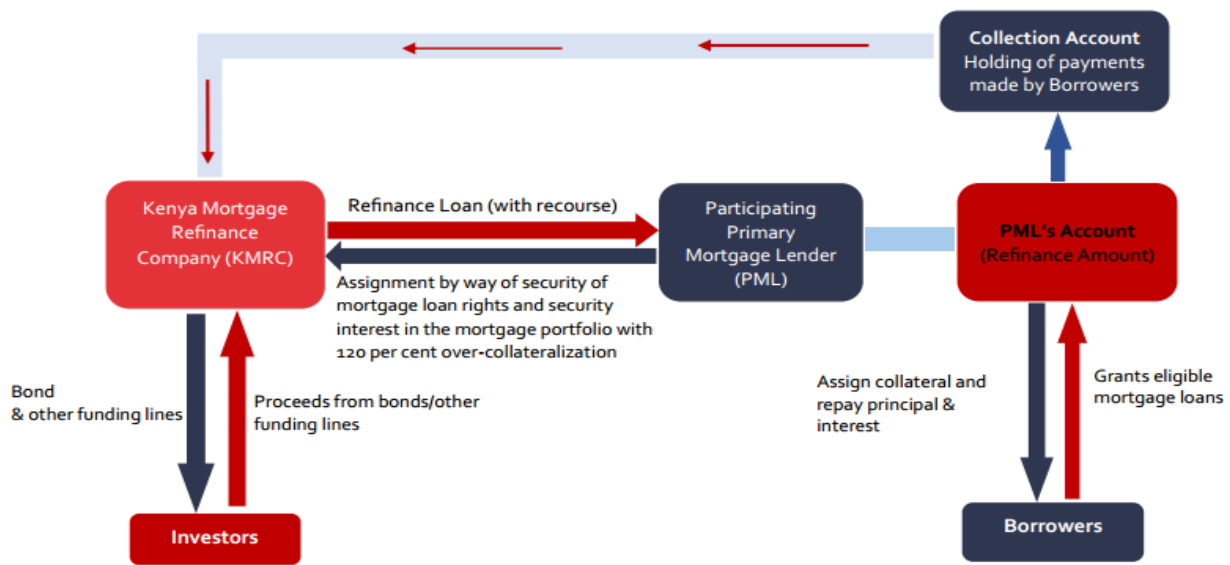 Collection Account
Holding of payments
made by Borrowers
Kenya Mortgage
Refinance
Company (KMRC)
Refinance Loan (with recourse)
Assignment by way of security of
mortgage loan rights and security
interest in the mortgage portfolio with
120 per cent over-collateralization
Participating
Primary
Mortgage Lender
(PML)
PML's Account
(Refinance Amount)
Bond
& other funding lines
Proceeds from bonds/other
funding lines
Assign collateral and
repay principal &
interest
Grants eligible
mortgage loans
Investors
Borrowers